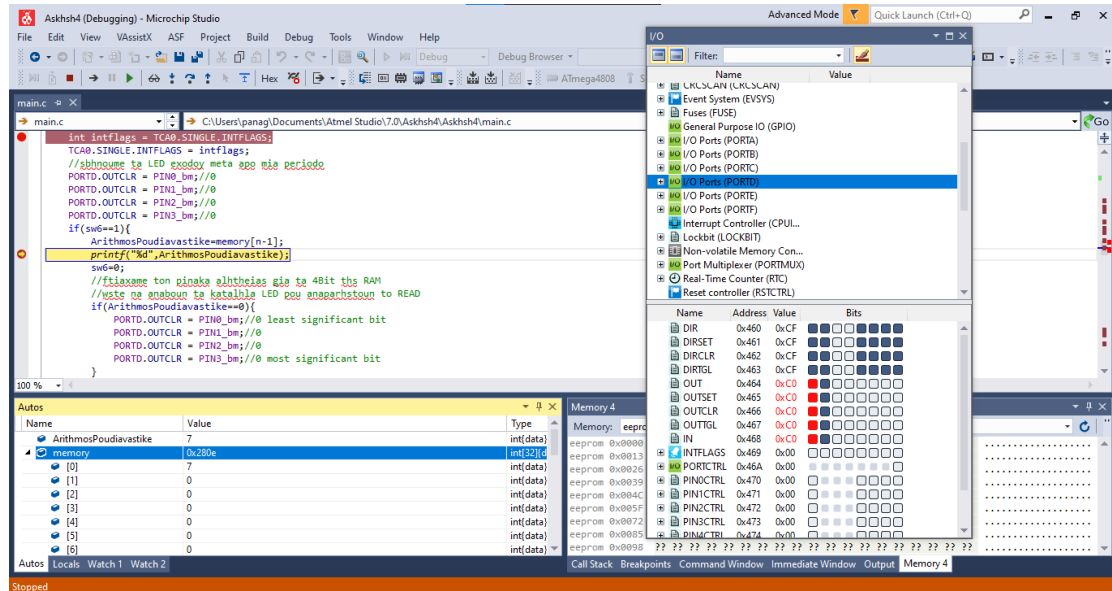 Askhsh4 (Debugging) - Microchip Studio
Advanced Mode
Quick Launch (Ctrl+Q)
File Edit View VAssistX ASF Project Build Debug Tools Window Help
Debug Debug Browser
Hex ATmega4808
main.c
main.c C:\Users\panag\Documents\Atmel Studio\7.0\Askhsh4\Askhsh4\main.c Go
int intflags = TCA0.SINGLE.INTFLAGS;
TCA0.SINGLE.INTFLAGS = intflags;
//sbhnoume ta LED exodoy meta apo mia periodo
PORTD.OUTCLR = PIN0_bm;//0
PORTD.OUTCLR = PIN1_bm;//0
PORTD.OUTCLR = PIN2_bm;//0
PORTD.OUTCLR = PIN3_bm;//0
if(sw6==1){
ArithmosPoudiavastike=memory[n-1];
printf("%d",ArithmosPoudiavastike);
sw6=0;
//ftiaxame ton pinaka alhtheias gia ta 4Bit ths RAM
//wste na anaboun ta katalhla LED pou anaparhstoun to READ
if(ArithmosPoudiavastike==0){
PORTD.OUTCLR = PIN0_bm;//0 least significant bit
PORTD.OUTCLR = PIN1_bm;//0
PORTD.OUTCLR = PIN2_bm;//0
PORTD.OUTCLR = PIN3_bm;//0 most significant bit
}
100 %
I/O
Filter:
Name Value
CRCSCAN (CRCSCAN)
Event System (EVSYS)
Fuses (FUSE)
General Purpose IO (GPIO)
I/O Ports (PORTA)
I/O Ports (PORTB)
I/O Ports (PORTC)
I/O Ports (PORTD)
I/O Ports (PORTE)
I/O Ports (PORTF)
Interrupt Controller (CPUI...
Lockbit (LOCKBIT)
Non-volatile Memory Con...
Port Multiplexer (PORTMUX)
Real-Time Counter (RTC)
Reset controller (RSTCTRL)
Name Address Value Bits
DIR 0x460 0xCF
DIRSET 0x461 0xCF
DIRCLR 0x462 0xCF
DIRTGL 0x463 0xCF
OUT 0x464 0xC0
OUTSET 0x465 0xC0
OUTCLR 0x466 0xC0
OUTTGL 0x467 0xC0
IN 0x468 0xC0
INTFLAGS 0x469 0x00
PORTCTRL 0x46A 0x00
PIN0CTRL 0x470 0x00
PIN1CTRL 0x471 0x00
PIN2CTRL 0x472 0x00
PIN3CTRL 0x473 0x00
PIN4CTRL 0x474 0x00
Autos
Name Value Type
ArithmosPoudiavastike 7 int{data}
memory 0x280e int[32]{d
[0] 7 int{data}
[1] 0 int{data}
[2] 0 int{data}
[3] 0 int{data}
[4] 0 int{data}
[5] 0 int{data}
[6] 0 int{data}
Autos Locals Watch 1 Watch 2
Memory 4
Memory: eepro
eeprom 0x0000
eeprom 0x0013
eeprom 0x0026
eeprom 0x0039
eeprom 0x004C
eeprom 0x005F
eeprom 0x0072
eeprom 0x0085
eeprom 0x0098 ?? ?? ?? ?? ?? ?? ?? ?? ?? ?? ?? ?? ?? ?? ?? ?? ?? ?? ?? ...................
Call Stack Breakpoints Command Window Immediate Window Output Memory 4
Stopped